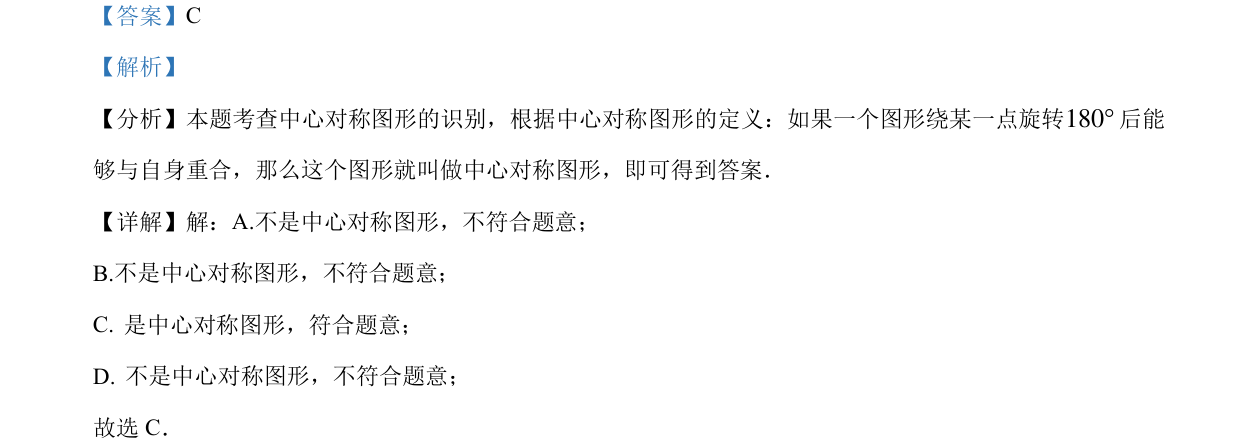 【答案】C
【解析】
【分析】本题考查中心对称图形的识别，根据中心对称图形的定义：如果一个图形绕某一点旋转180°后能
够与自身重合，那么这个图形就叫做中心对称图形，即可得到答案．
【详解】解：A.不是中心对称图形，不符合题意；
B.不是中心对称图形，不符合题意；
C. 是中心对称图形，符合题意；
D. 不是中心对称图形，不符合题意；
故选 C．